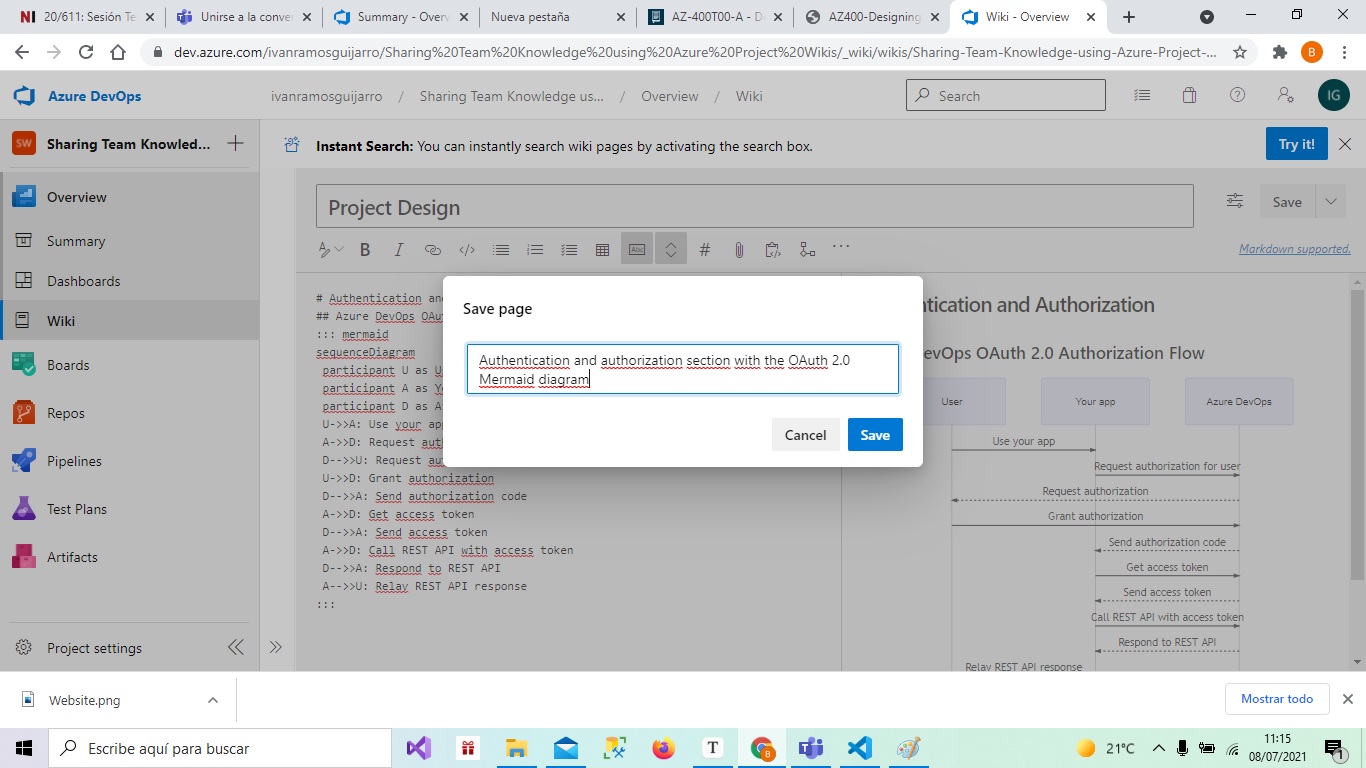 20/611: Sesión Te
Unirse a la conver
Summary - Overv
Nueva pestaña
AZ-400T00-A - D
AZ400-Designing
Wiki - Overview
dev.azure.com/ivanramosguijarro/Sharing%20Team%20Knowledge%20using%20Azure%20Project%20Wikis/_wiki/wikis/Sharing-Team-Knowledge-using-Azure-Project-...
B
Azure DevOps
ivanramosguijarro / Sharing Team Knowledge us... / Overview / Wiki
Search
IG
SW
Sharing Team Knowled...
Instant Search: You can instantly search wiki pages by activating the search box.
Try it!
Overview
Summary
Dashboards
Wiki
Boards
Repos
Pipelines
Test Plans
Artifacts
Project settings
Project Design
Save
Markdown supported.
# Authentication and
## Azure DevOps OAu
::: mermaid
sequenceDiagram
participant U as U
participant A as Yo
participant D as A
U->>A: Use your app
A->>D: Request aut
D-->>U: Request au
U->>D: Grant authorization
D-->>A: Send authorization code
A->>D: Get access token
D-->>A: Send access token
A->>D: Call REST API with access token
D-->>A: Respond to REST API
A-->>U: Relay REST API response
:::
Save page
Authentication and authorization section with the OAuth 2.0
Mermaid diagram
Cancel
Save
ntication and Authorization
evOps OAuth 2.0 Authorization Flow
User
Your app
Azure DevOps
Use your app
Request authorization for user
Request authorization
Grant authorization
Send authorization code
Get access token
Send access token
Call REST API with access token
Respond to REST API
Relay REST API response
Website.png
Mostrar todo
Escribe aquí para buscar
21°C
11:15
08/07/2021
1